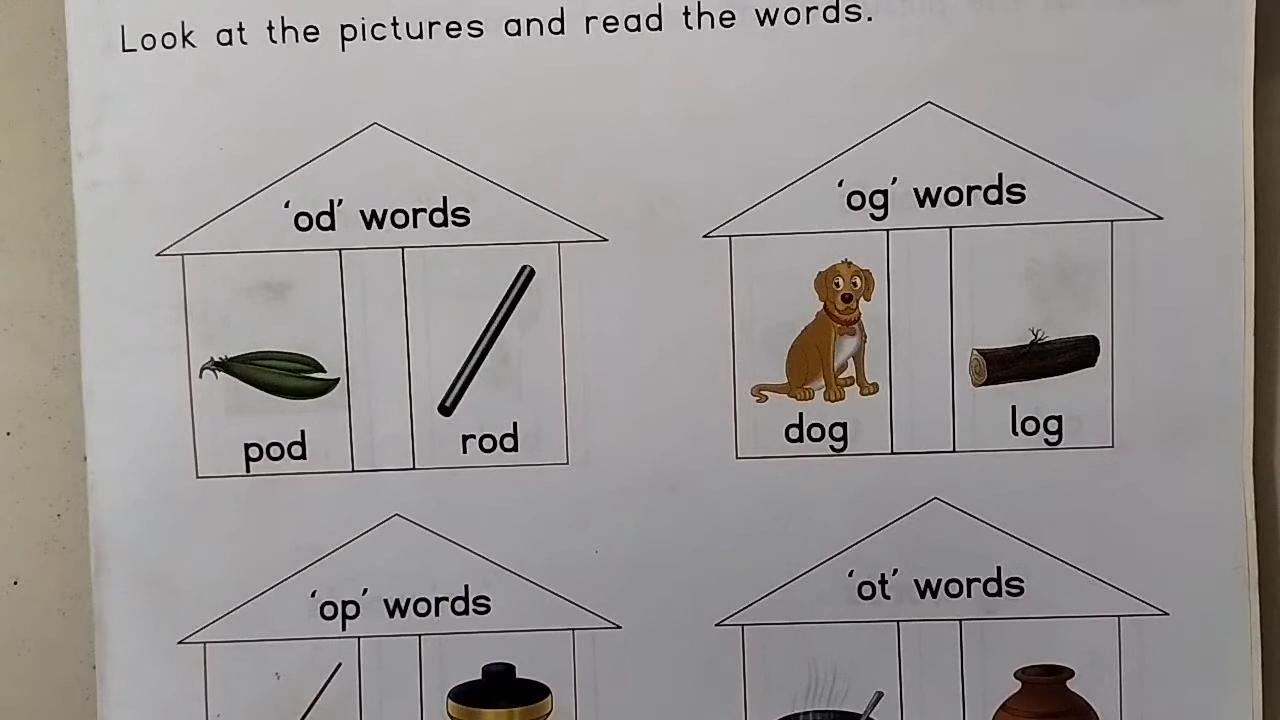 Look at the pictures and read the words.
‘od’ words
‘og’ words
pod
rod
dog
log
‘op’ words
‘ot’ words